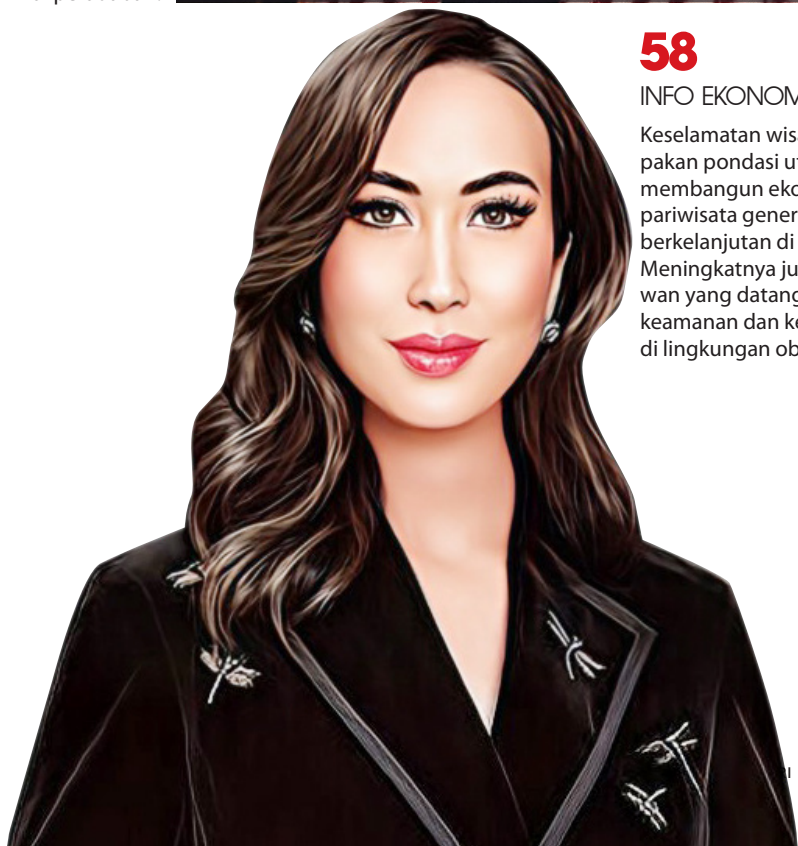 58
INFO EKONOM
Keselamatan wis
pakan pondasi u
membangun eko
pariwisata gener
berkelanjutan di
Meningkatnya ju
wan yang datang
keamanan dan ke
di lingkungan ob